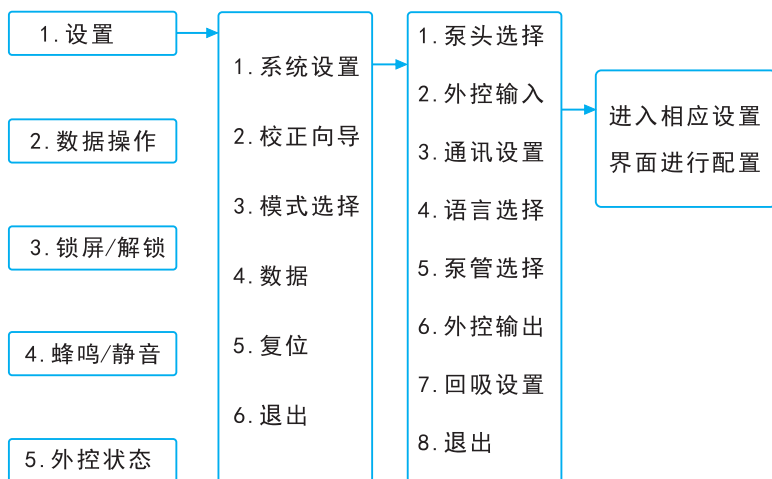 1.设置
2.数据操作
3.锁屏/解锁
4.蜂鸣/静音
5.外控状态
1.系统设置
2.校正向导
3.模式选择
4.数据
5.复位
6.退出
1.泵头选择
2.外控输入
3.通讯设置
4.语言选择
5.泵管选择
6.外控输出
7.回吸设置
8.退出
进入相应设置
界面进行配置